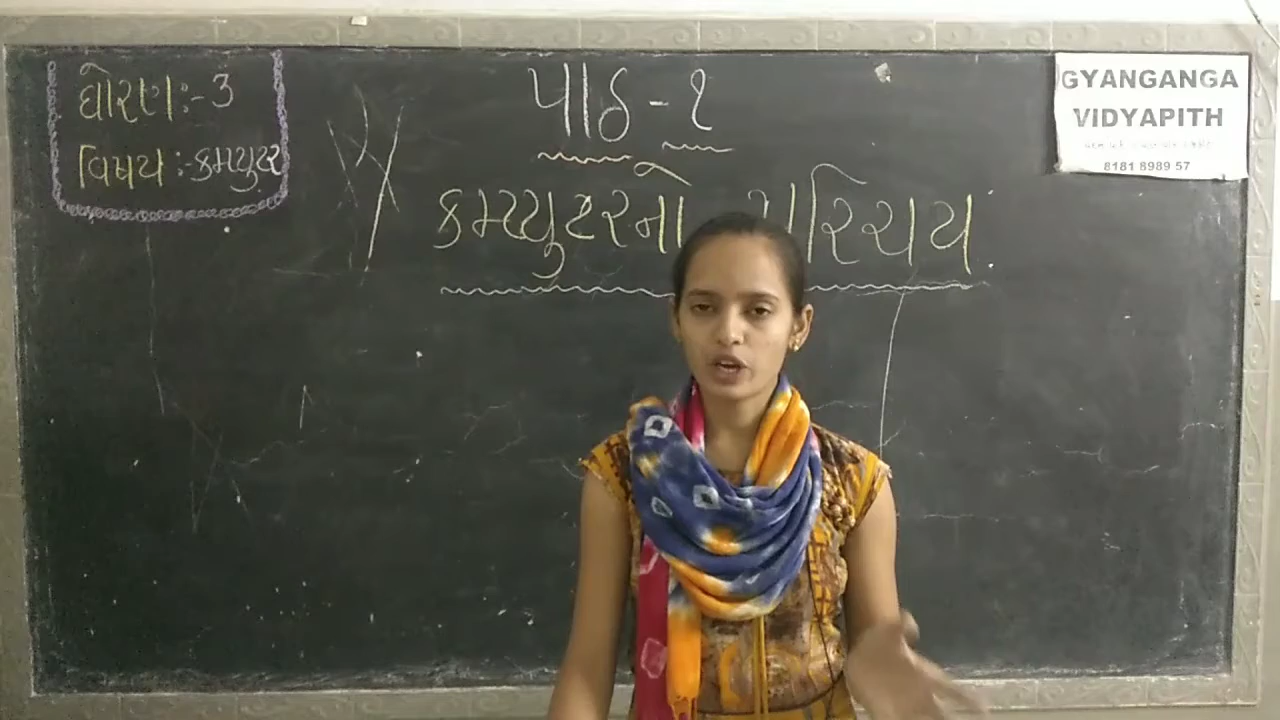 ધોરણ:-3
વિષય:-કમ્પ્યુટર
પાઠ-૧
કમ્પ્યુટરનો પરિચય.
GYANGANGA
VIDYAPITH
8181 8989 57